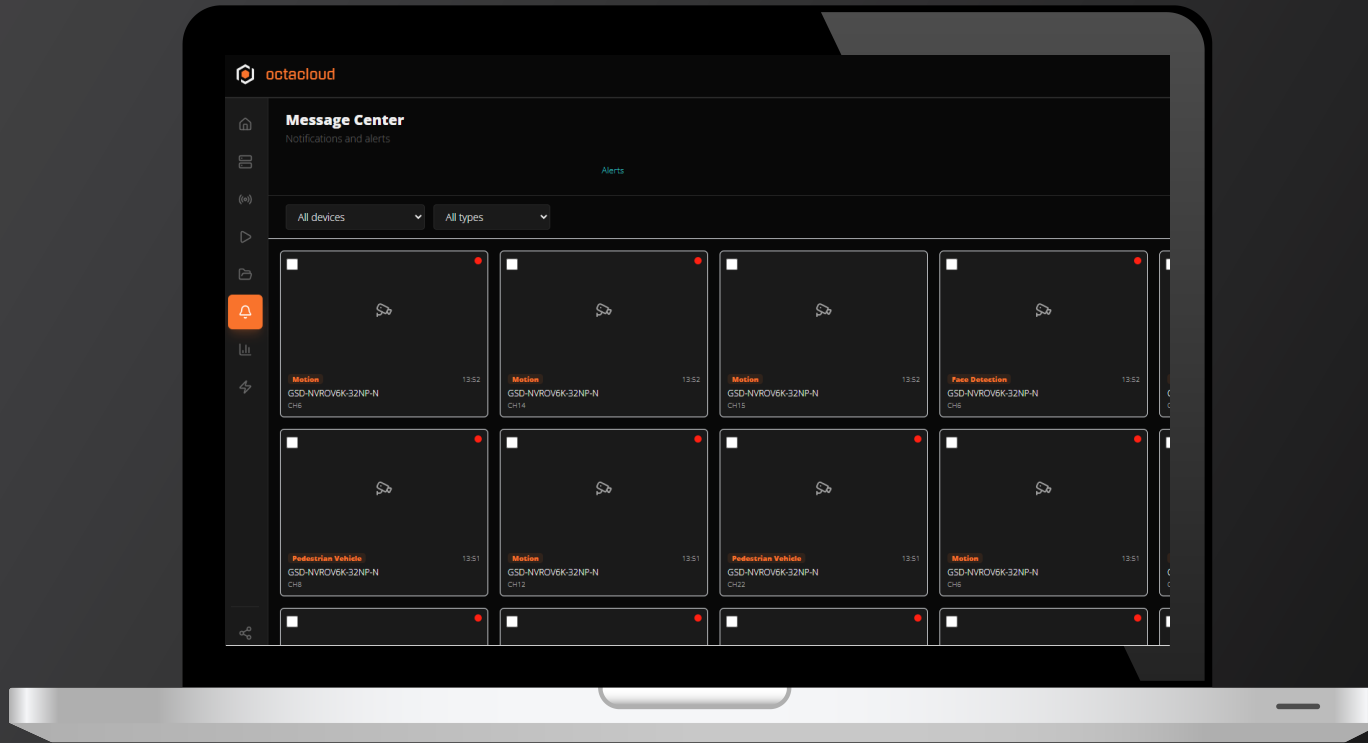 octacloud
Message Center
Notifications and alerts
Alerts
All devices
All types
Motion 13:52
GSD-NVROV6K-32NP-N
CH6
Motion 13:52
GSD-NVROV6K-32NP-N
CH14
Motion 13:52
GSD-NVROV6K-32NP-N
CH15
Face Detection 13:52
GSD-NVROV6K-32NP-N
CH6
Pedestrian Vehicle 13:51
GSD-NVROV6K-32NP-N
CH8
Motion 13:51
GSD-NVROV6K-32NP-N
CH12
Pedestrian Vehicle 13:51
GSD-NVROV6K-32NP-N
CH22
Motion 13:51
GSD-NVROV6K-32NP-N
CH6